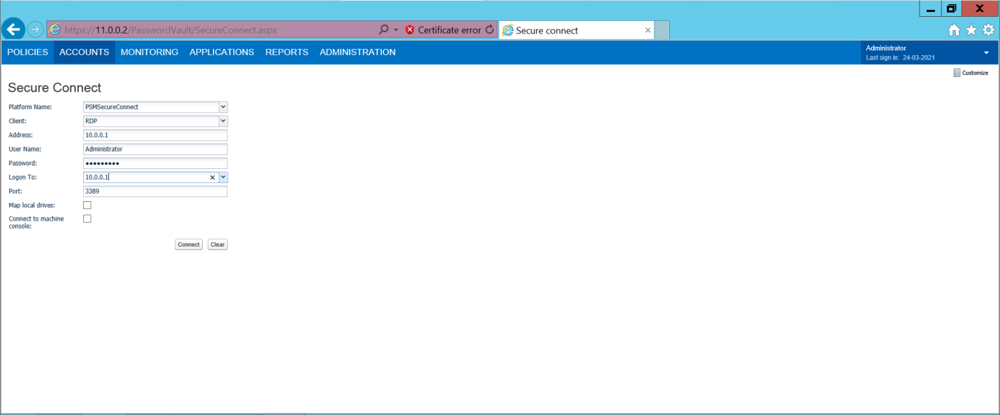 https://11.0.0.2/PasswordVault/SecureConnect.aspx Certificate error Secure connect
POLICIES ACCOUNTS MONITORING APPLICATIONS REPORTS ADMINISTRATION
Administrator
Last sign in: 24-03-2021
Customize
Secure Connect
Platform Name: PSMSecureConnect
Client: RDP
Address: 10.0.0.1
User Name: Administrator
Password: •••••••••
Logon To: 10.0.0.1
Port: 3389
Map local drives:
Connect to machine
console:
Connect Clear